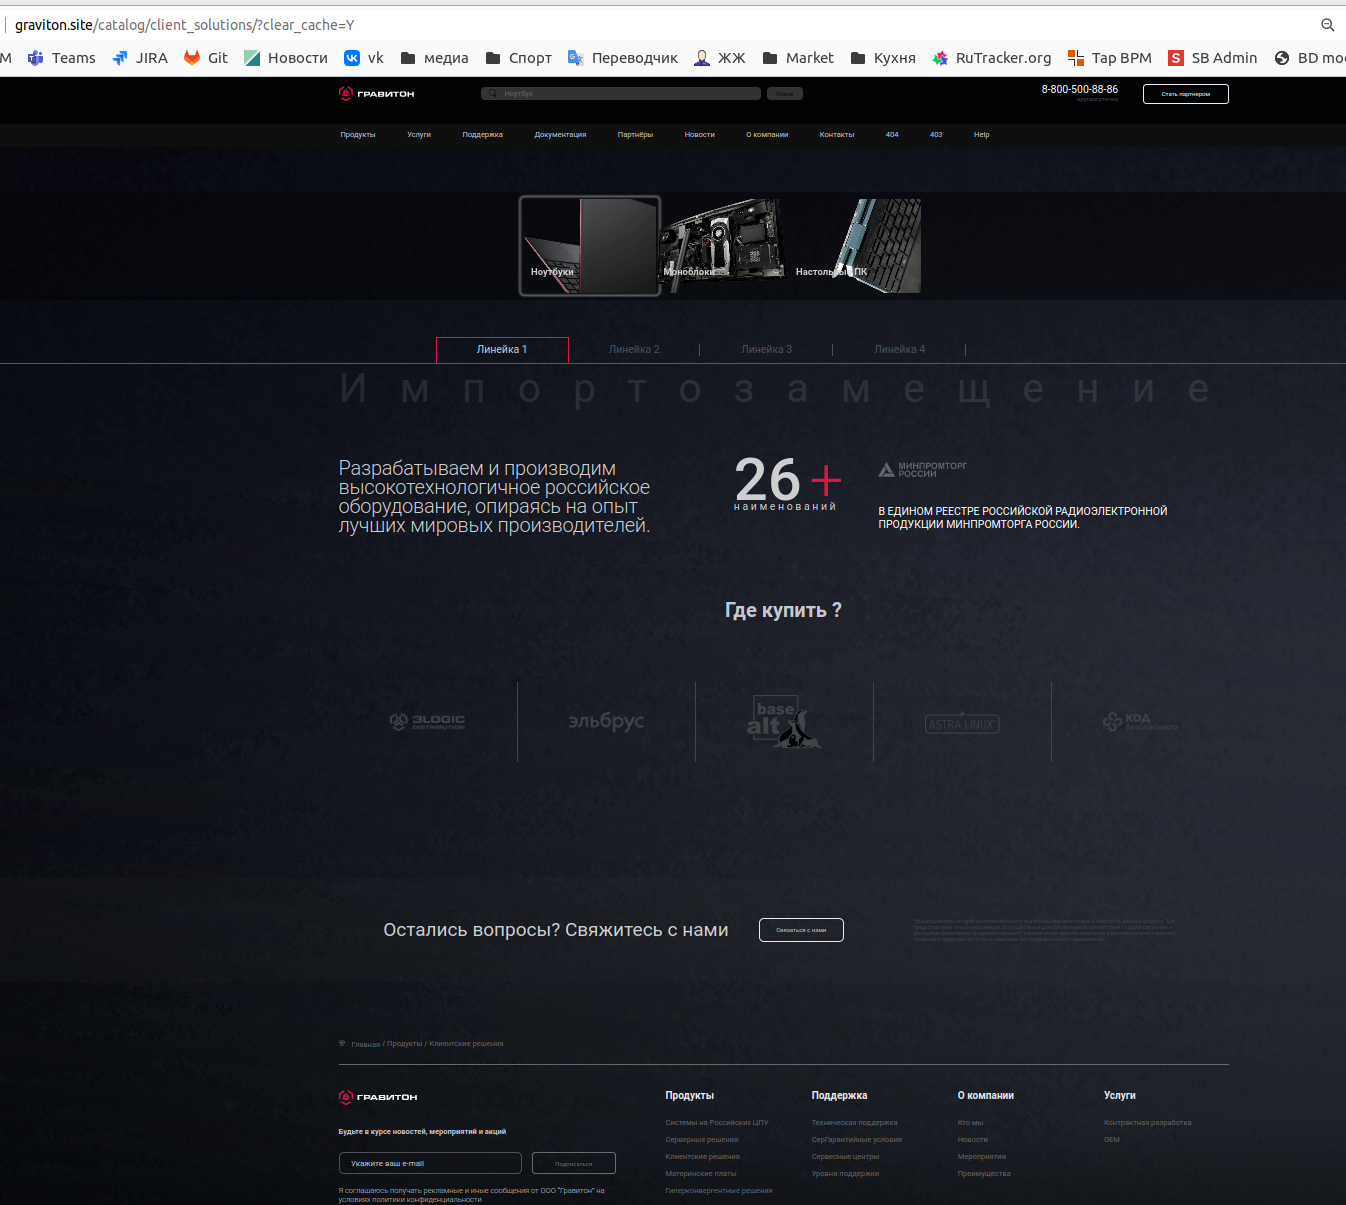 graviton.site/catalog/client_solutions/?clear_cache=Y
M Teams JIRA Git Новости vk медиа Спорт Переводчик ЖЖ Market Кухня RuTracker.org Tap BPM SB Admin BD mo
ГРАВИТОН Ноутбук Поиск 8-800-500-88-86 Стать партнером
круглосуточно
Продукты Услуги Поддержка Документация Партнёры Новости О компании Контакты 404 403 Help
Ноутбуки Моноблоки Настольные ПК
Линейка 1 Линейка 2 Линейка 3 Линейка 4
Импортозамещение
Разрабатываем и производим
высокотехнологичное российское
оборудование, опираясь на опыт
лучших мировых производителей.
26+
наименований
МИНПРОМТОРГ
РОССИИ
В ЕДИНОМ РЕЕСТРЕ РОССИЙСКОЙ РАДИОЭЛЕКТРОННОЙ
ПРОДУКЦИИ МИНПРОМТОРГА РОССИИ.
Где купить ?
3LOGIC
DISTRIBUTION
эльбрус
base
alt
ASTRA LINUX
КОД
безопасности
Остались вопросы? Свяжитесь с нами Связаться с нами
Главная / Продукты / Клиентские решения
ГРАВИТОН
Будьте в курсе новостей, мероприятий и акций
Укажите ваш e-mail Подписаться
Я соглашаюсь получать рекламные и иные сообщения от ООО "Гравитон" на
условиях политики конфиденциальности
Продукты
Системы на Российских ЦПУ
Серверные решения
Клиентские решения
Материнские платы
Гиперконвергентные решения
Поддержка
Техническая поддержка
СерГарантийные условия
Сервесные центры
Уровни поддержки
О компании
Кто мы
Новости
Мероприятия
Преимущества
Услуги
Контрактная разработка
OEM